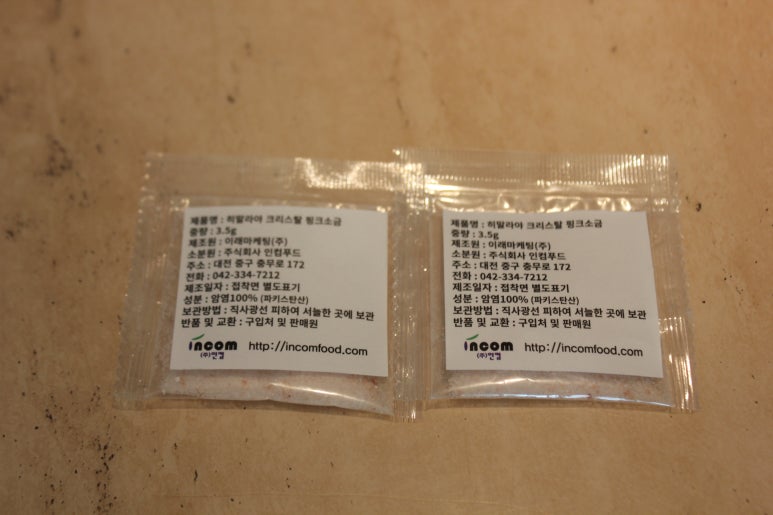 제품명 : 히말라야 크리스탈 핑크소금
중량 : 3.5g
제조원 : 이래마케팅(주)
소분원 : 주식회사 인컴푸드
주소 : 대전 중구 충무로 172
전화 : 042-334-7212
제조일자 : 접착면 별도표기
성분 : 암염100% (파키스탄산)
보관방법 : 직사광선 피하여 서늘한 곳에 보관
반품 및 교환 : 구입처 및 판매원
incom
(주)인컴
http://incomfood.com
제품명 : 히말라야 크리스탈 핑크소금
중량 : 3.5g
제조원 : 이래마케팅(주)
소분원 : 주식회사 인컴푸드
주소 : 대전 중구 충무로 172
전화 : 042-334-7212
제조일자 : 접착면 별도표기
성분 : 암염100% (파키스탄산)
보관방법 : 직사광선 피하여 서늘한 곳에 보관
반품 및 교환 : 구입처 및 판매원
incom
(주)인컴
http://incomfood.com